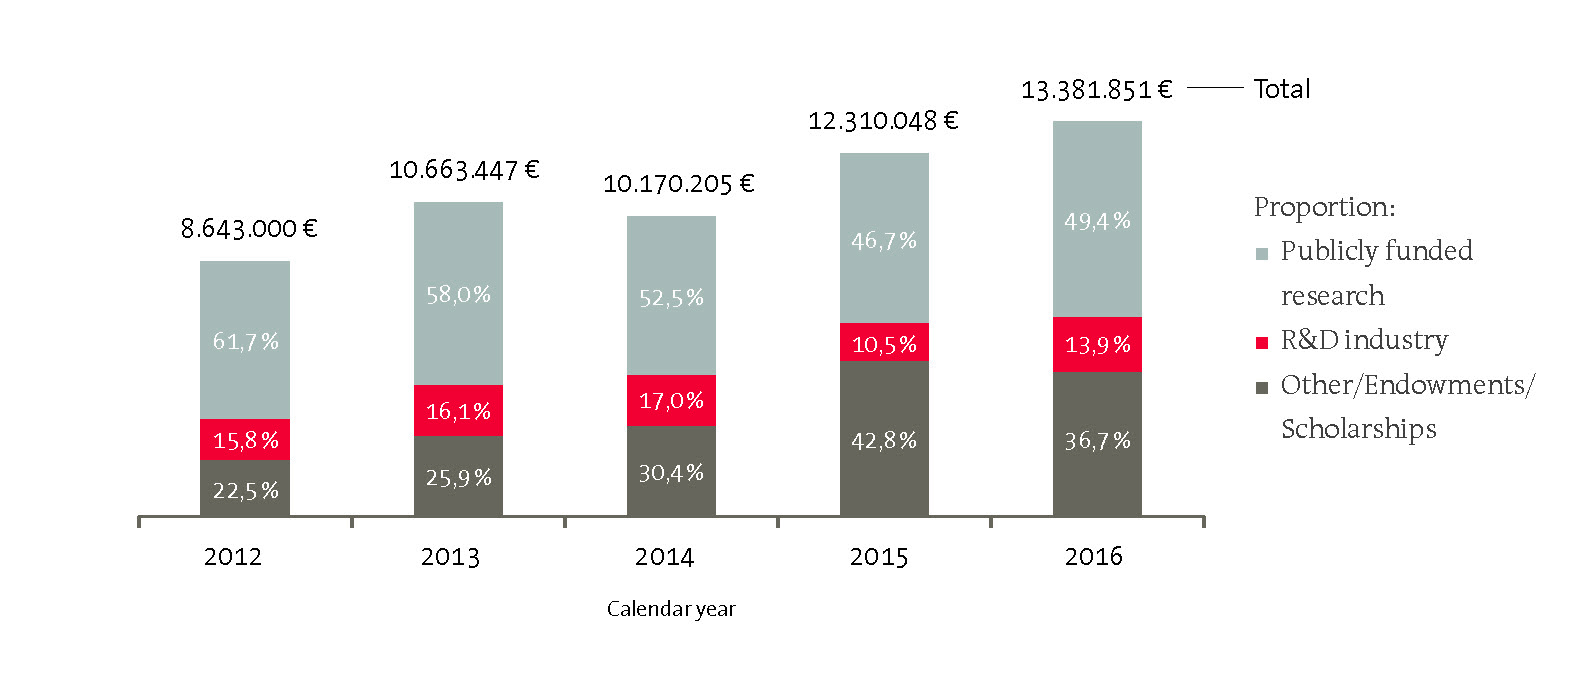 13.381.851 € Total
12.310.048 €
10.663.447 €
10.170.205 €
8.643.000 €
61,7%
15,8%
22,5%
58,0%
16,1%
25,9%
52,5%
17,0%
30,4%
46,7%
10,5%
42,8%
49,4%
13,9%
36,7%
Proportion:
Publicly funded
research
R&D industry
Other/Endowments/
Scholarships
2012 2013 2014 2015 2016
Calendar year